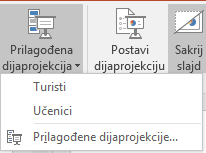 Prilagođena
dijaprojekcija
Postavi
dijaprojekciju
Sakrij
slajd
Turisti
Učenici
Prilagođene dijaprojekcije...